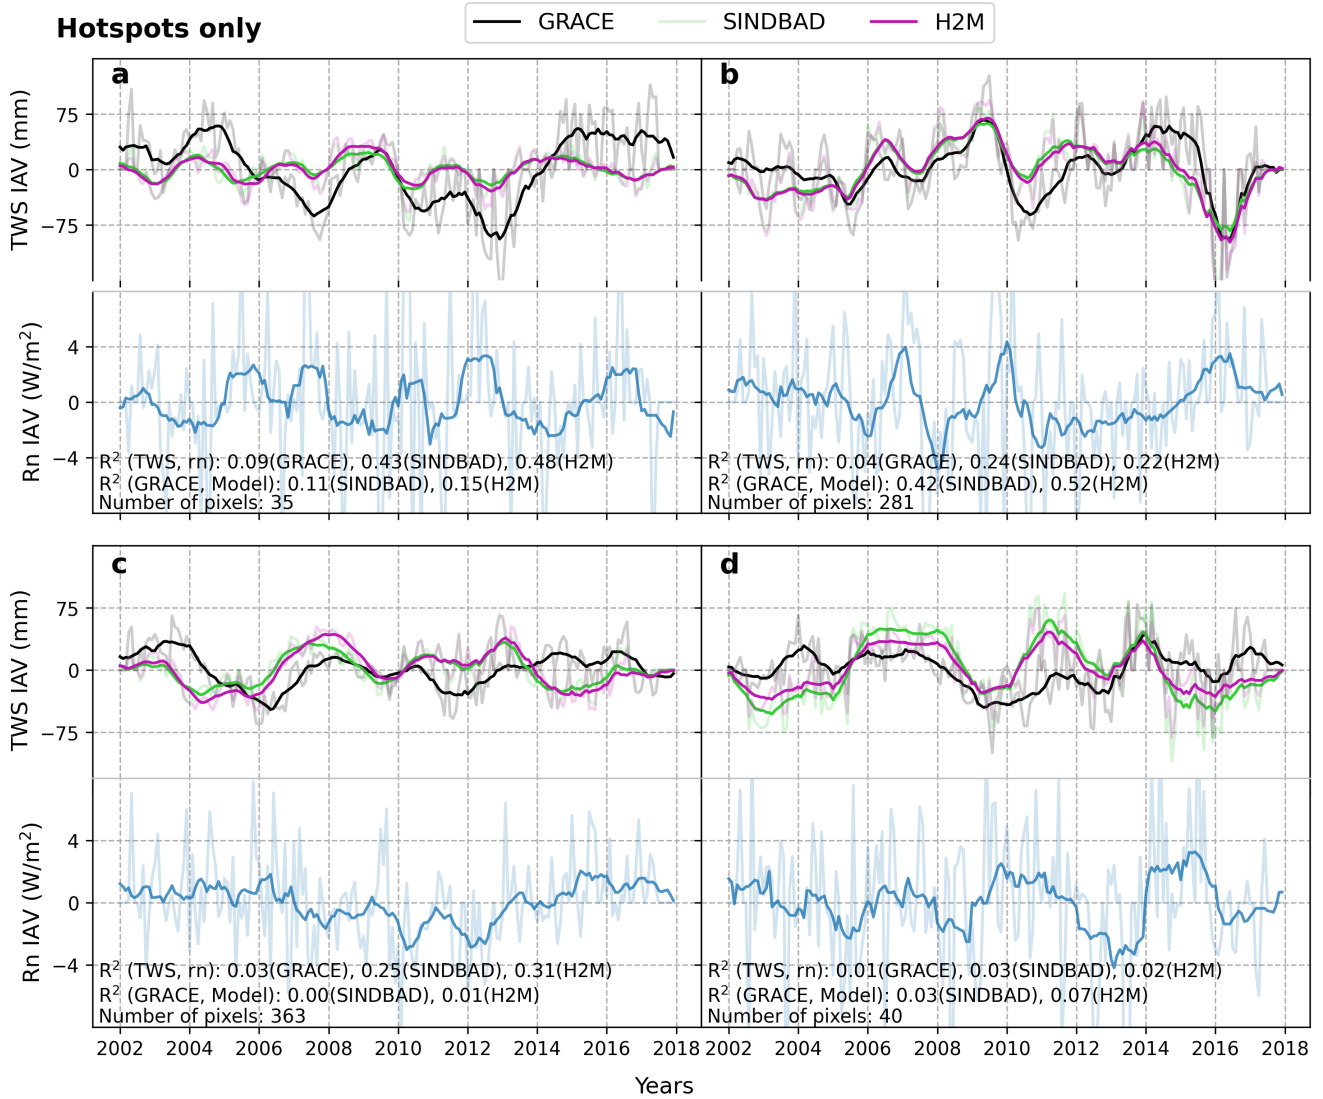 Hotspots only
GRACE SINDBAD H2M
a b
TWS IAV (mm)
75
0
−75
Rn IAV (W/m²)
4
0
−4
R² (TWS, rn): 0.09(GRACE), 0.43(SINDBAD), 0.48(H2M)
R² (GRACE, Model): 0.11(SINDBAD), 0.15(H2M)
Number of pixels: 35
R² (TWS, rn): 0.04(GRACE), 0.24(SINDBAD), 0.22(H2M)
R² (GRACE, Model): 0.42(SINDBAD), 0.52(H2M)
Number of pixels: 281
c d
TWS IAV (mm)
75
0
−75
Rn IAV (W/m²)
4
0
−4
R² (TWS, rn): 0.03(GRACE), 0.25(SINDBAD), 0.31(H2M)
R² (GRACE, Model): 0.00(SINDBAD), 0.01(H2M)
Number of pixels: 363
R² (TWS, rn): 0.01(GRACE), 0.03(SINDBAD), 0.02(H2M)
R² (GRACE, Model): 0.03(SINDBAD), 0.07(H2M)
Number of pixels: 40
2002 2004 2006 2008 2010 2012 2014 2016 2018 2002 2004 2006 2008 2010 2012 2014 2016 2018
Years